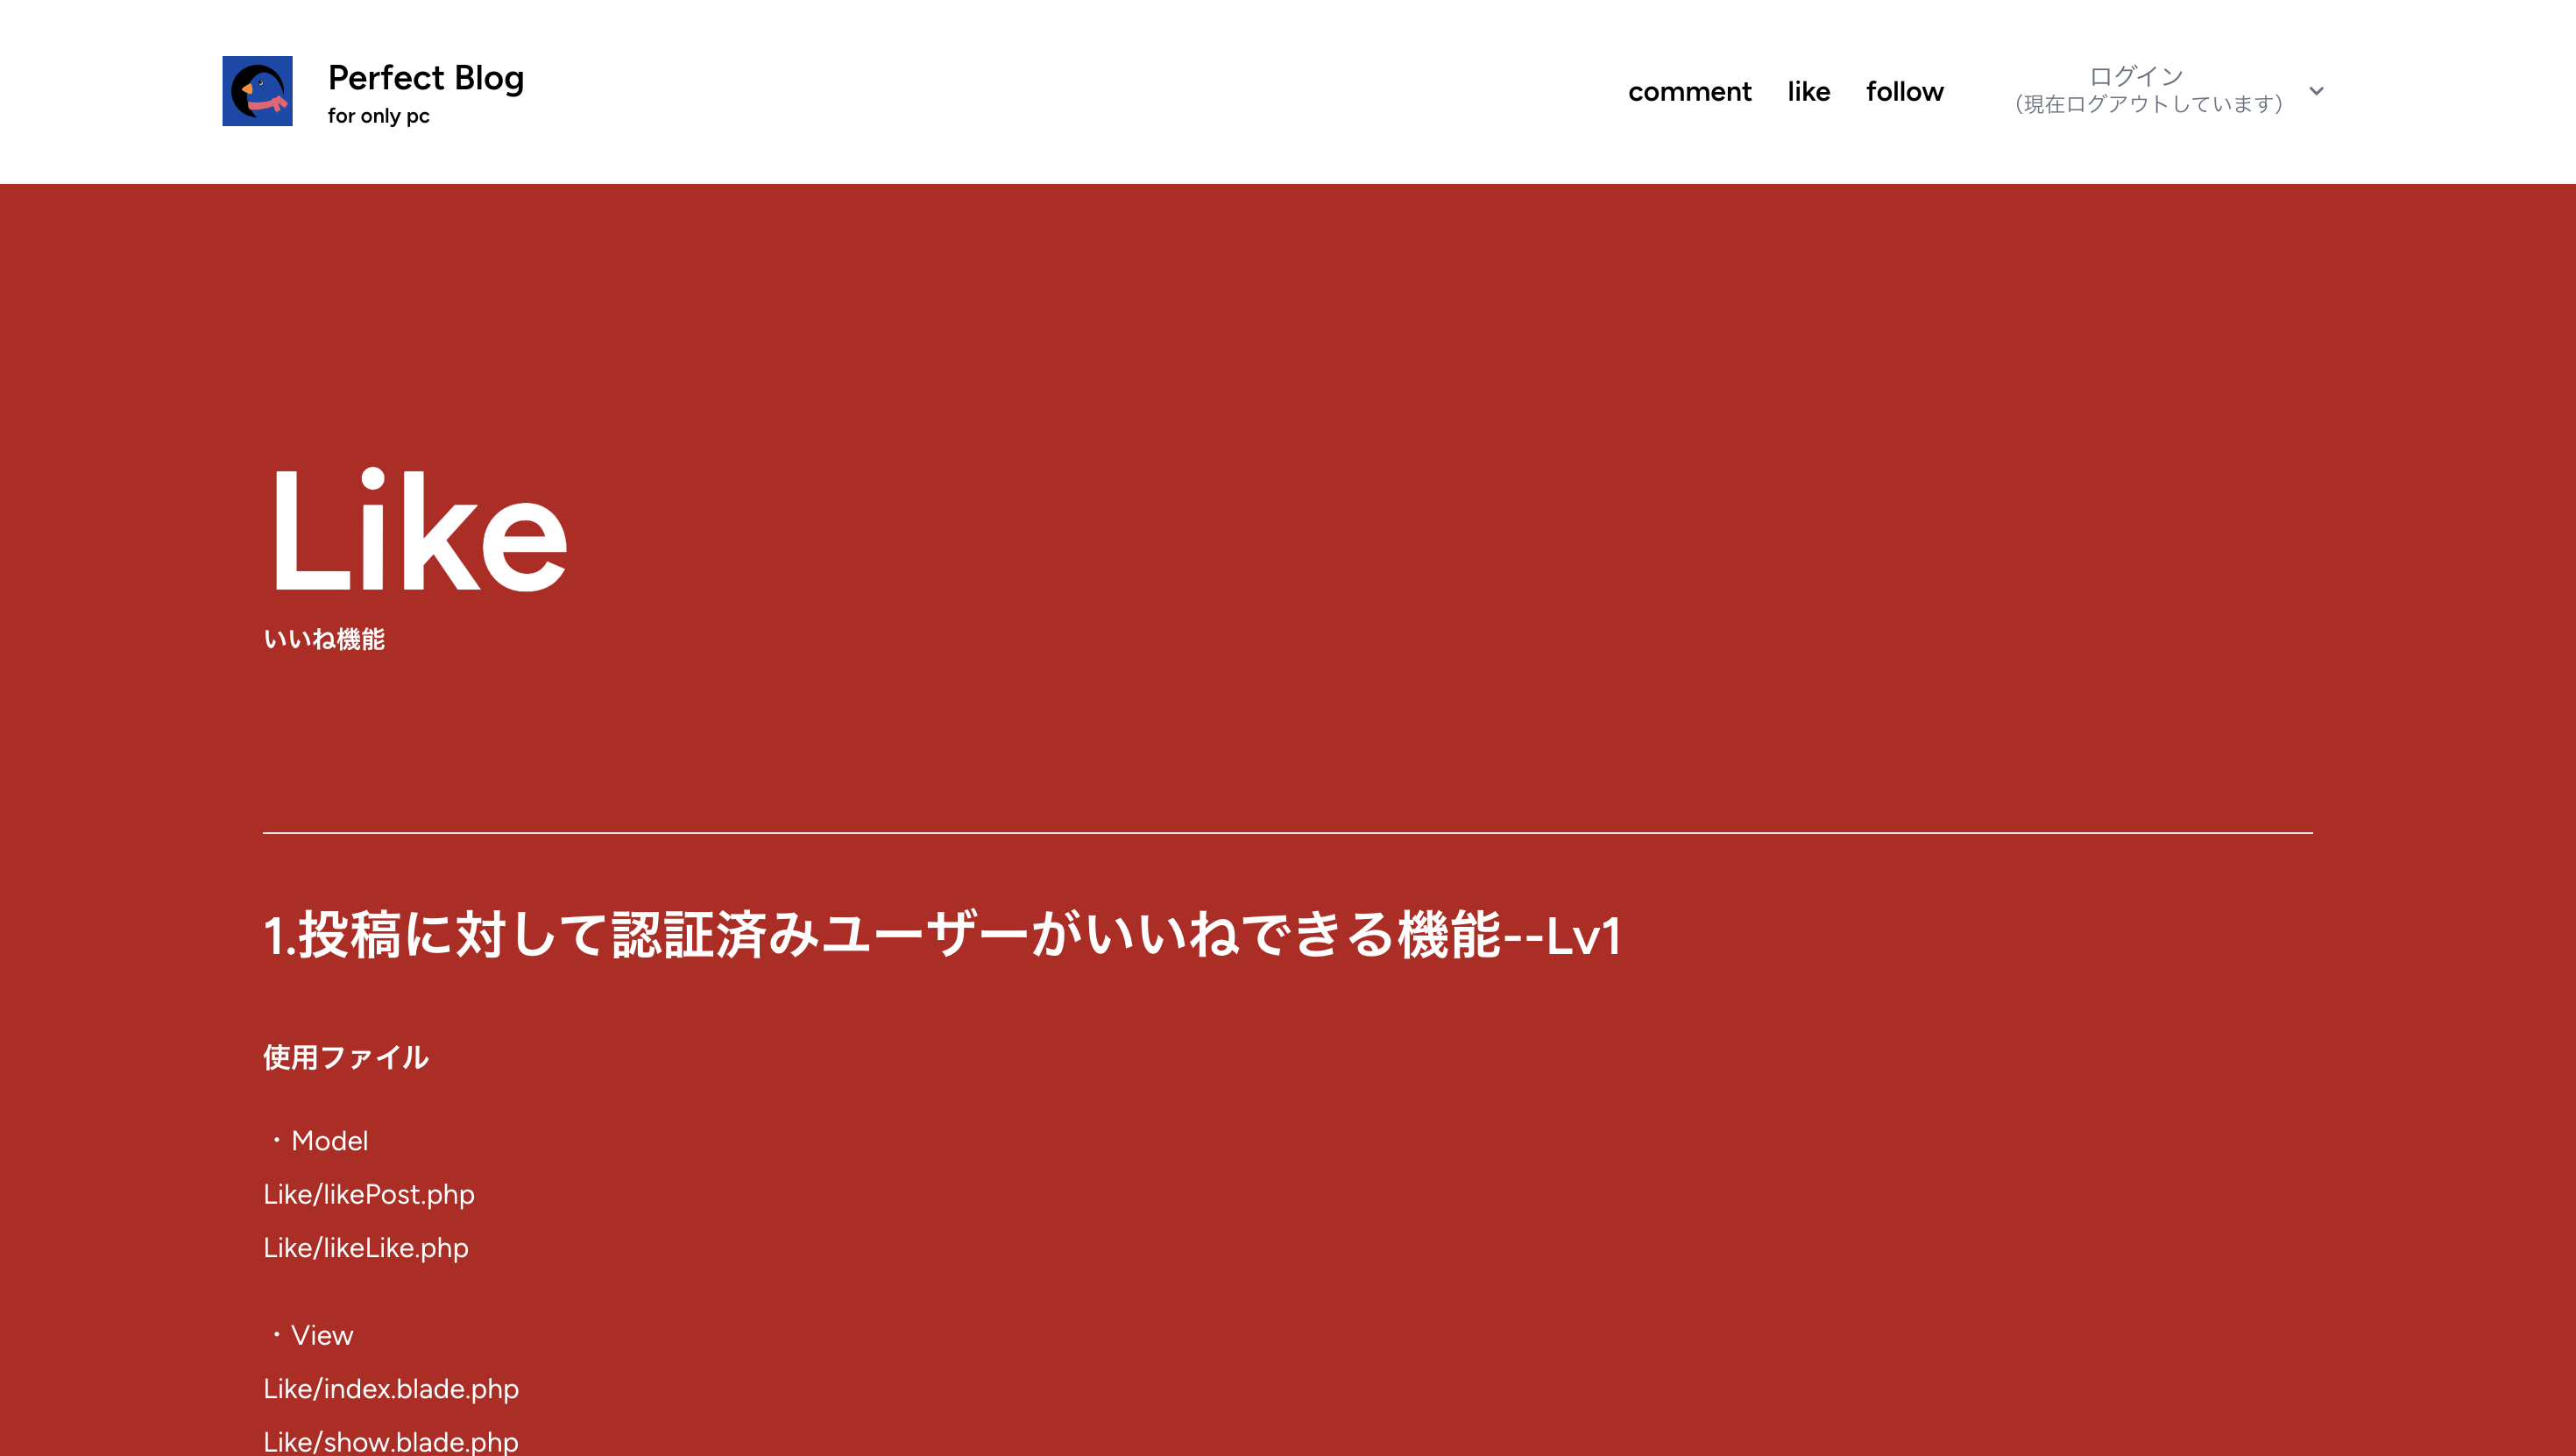 Perfect Blog
for only pc
comment like follow
ログイン
（現在ログアウトしています）
Like
いいね機能
1.投稿に対して認証済みユーザーがいいねできる機能--Lv1
使用ファイル
・Model
Like/likePost.php
Like/likeLike.php
・View
Like/index.blade.php
Like/show.blade.php